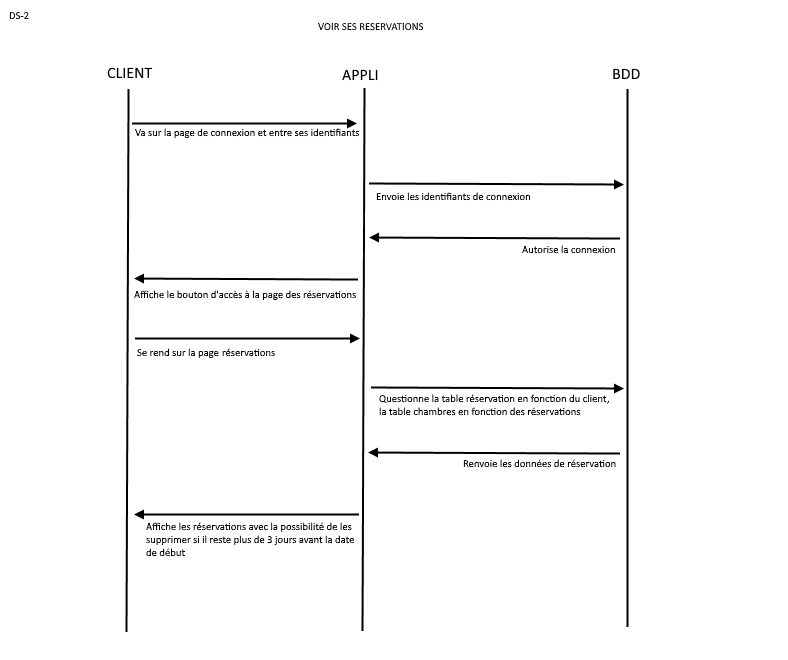 DS-2
VOIR SES RESERVATIONS
CLIENT
APPLI
BDD
Va sur la page de connexion et entre ses identifiants
Envoie les identifiants de connexion
Autorise la connexion
Affiche le bouton d'accès à la page des réservations
Se rend sur la page réservations
Questionne la table réservation en fonction du client,
la table chambres en fonction des réservations
Renvoie les données de réservation
Affiche les réservations avec la possibilité de les
supprimer si il reste plus de 3 jours avant la date
de début